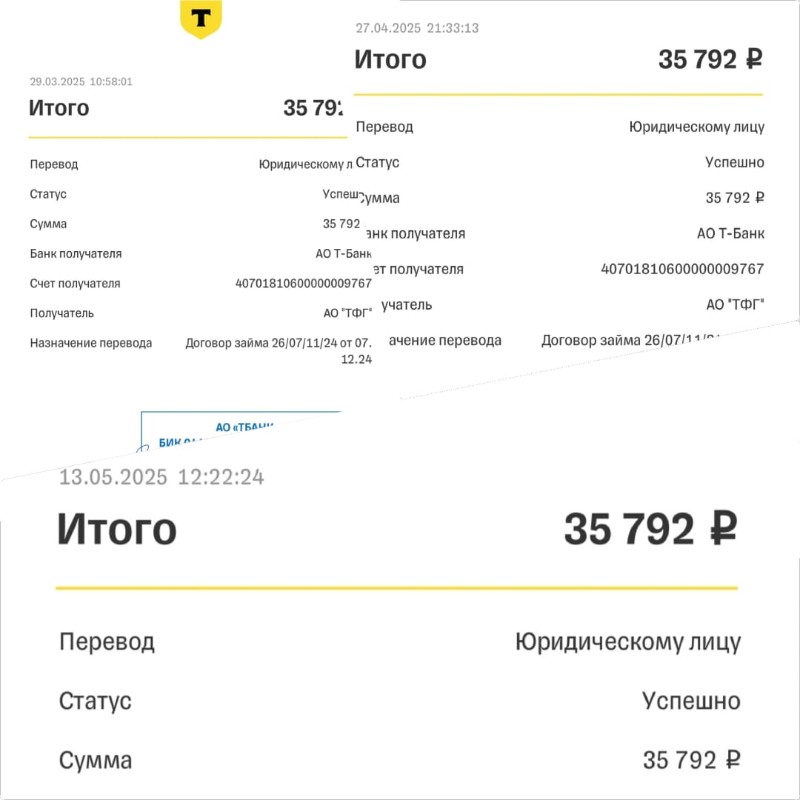 Т
29.03.2025 10:58:01
Итого 35 792
Перевод Юридическому л
Статус Успеш
Сумма 35 792
Банк получателя АО Т-Банк
Счет получателя 40701810600000009767
Получатель АО "ТФГ"
Назначение перевода Договор займа 26/07/11/24 от 07.
12.24
АО «ТБАНК
БИК
27.04.2025 21:33:13
Итого 35 792 ₽
Перевод Юридическому лицу
Статус Успешно
Сумма 35 792 ₽
анк получателя АО Т-Банк
ет получателя 40701810600000009767
учатель АО "ТФГ"
ачение перевода Договор займа 26/07/11/
13.05.2025 12:22:24
Итого 35 792 ₽
Перевод Юридическому лицу
Статус Успешно
Сумма 35 792 ₽